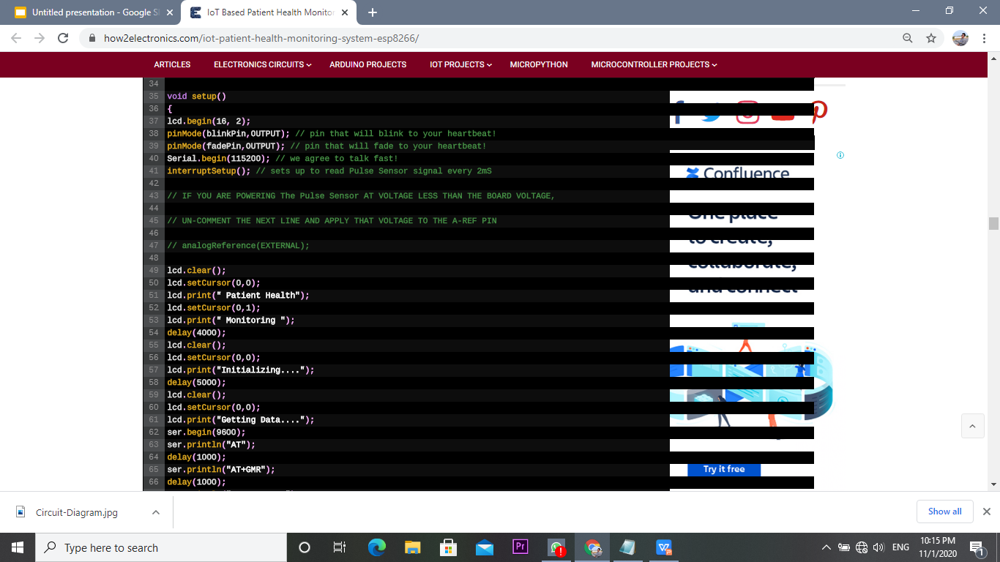 Untitled presentation - Google Sl
IoT Based Patient Health Monitor
how2electronics.com/iot-patient-health-monitoring-system-esp8266/
ARTICLES ELECTRONICS CIRCUITS ARDUINO PROJECTS IOT PROJECTS MICROPYTHON MICROCONTROLLER PROJECTS
34
35 void setup()
36 {
37 lcd.begin(16, 2);
38 pinMode(blinkPin,OUTPUT); // pin that will blink to your heartbeat!
39 pinMode(fadePin,OUTPUT); // pin that will fade to your heartbeat!
40 Serial.begin(115200); // we agree to talk fast!
41 interruptSetup(); // sets up to read Pulse Sensor signal every 2mS
42
43 // IF YOU ARE POWERING The Pulse Sensor AT VOLTAGE LESS THAN THE BOARD VOLTAGE,
44
45 // UN-COMMENT THE NEXT LINE AND APPLY THAT VOLTAGE TO THE A-REF PIN
46
47 // analogReference(EXTERNAL);
48
49 lcd.clear();
50 lcd.setCursor(0,0);
51 lcd.print(" Patient Health");
52 lcd.setCursor(0,1);
53 lcd.print(" Monitoring ");
54 delay(4000);
55 lcd.clear();
56 lcd.setCursor(0,0);
57 lcd.print("Initializing....");
58 delay(5000);
59 lcd.clear();
60 lcd.setCursor(0,0);
61 lcd.print("Getting Data....");
62 ser.begin(9600);
63 ser.println("AT");
64 delay(1000);
65 ser.println("AT+GMR");
66 delay(1000);
Confluence
One place
to create,
collaborate,
and connect
Try it free
Circuit-Diagram.jpg
Show all
Type here to search
Pr
ENG
10:15 PM
11/1/2020
1